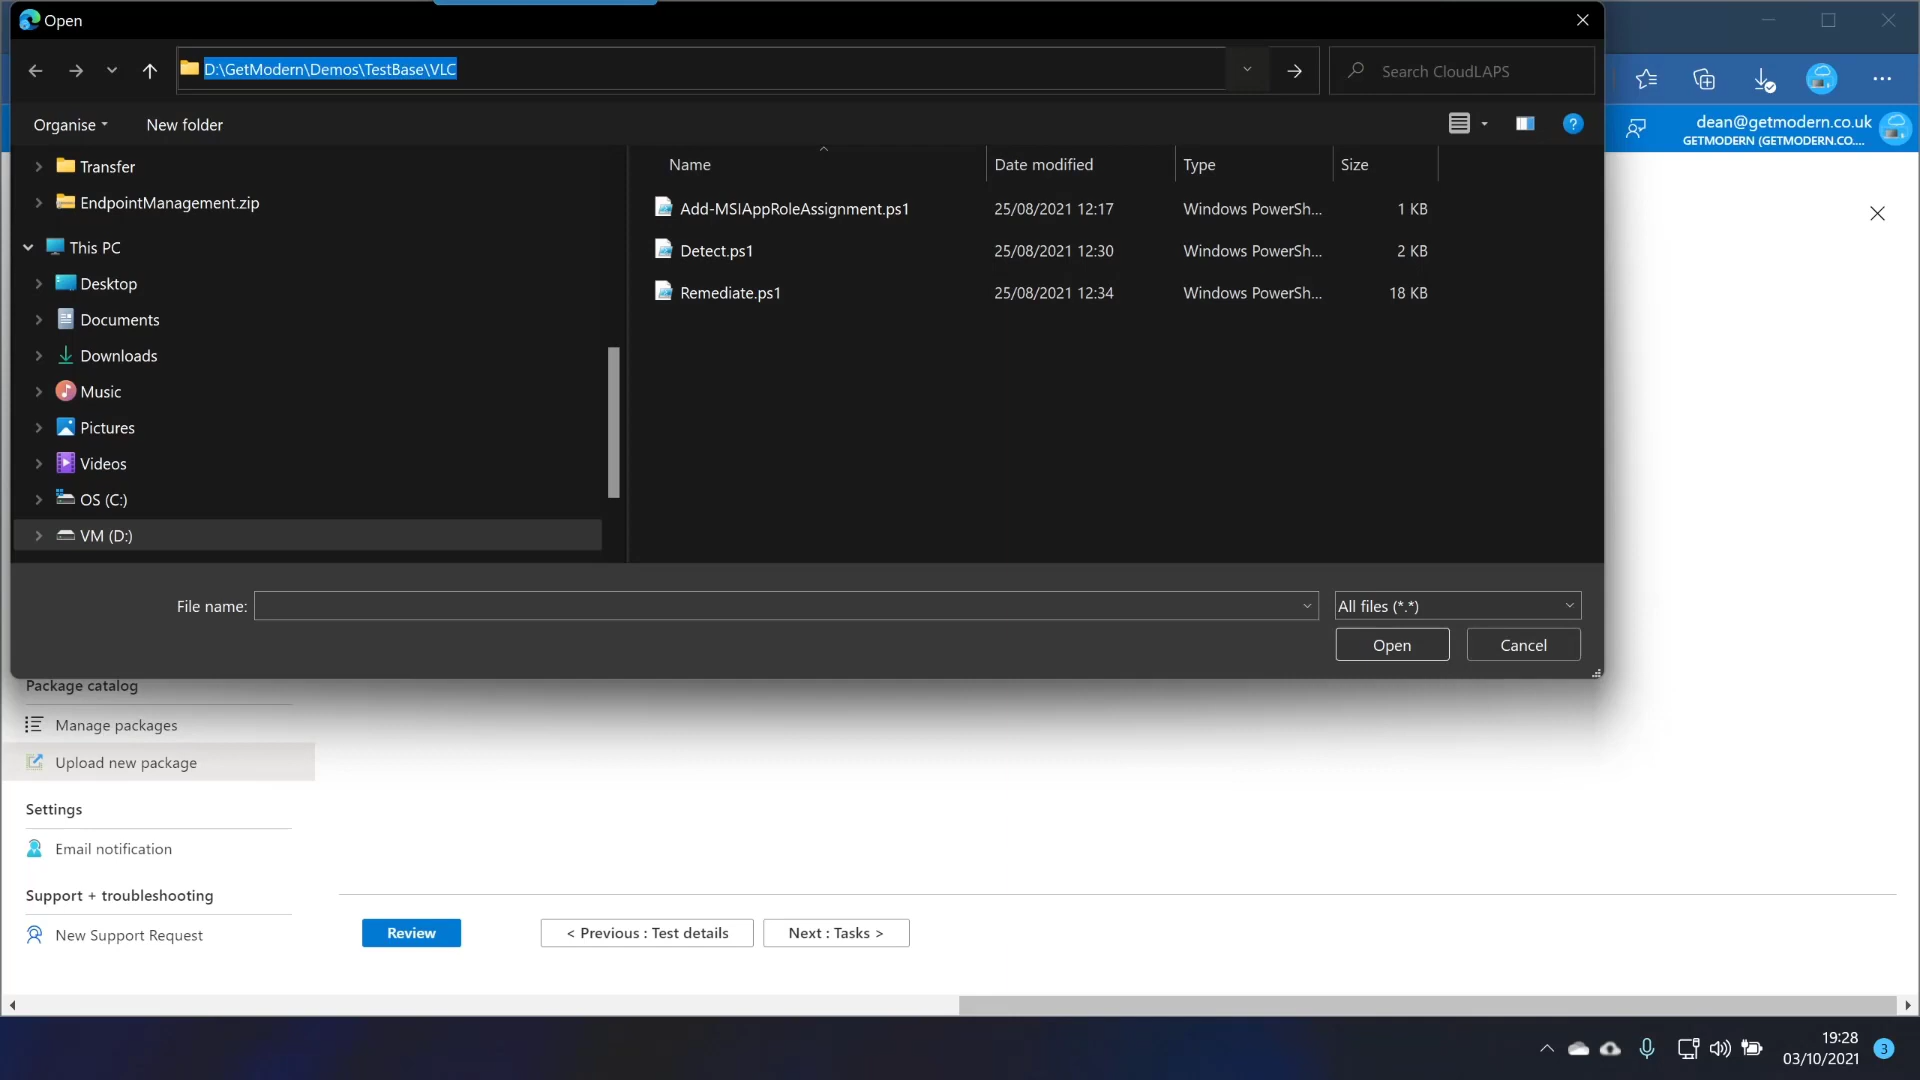 Open
D:\GetModern\Demos\TestBase\VLC
Search CloudLAPS
Organise
New folder
?
dean@getmodern.co.uk
GETMODERN (GETMODERN.CO....
Transfer
EndpointManagement.zip
This PC
Desktop
Documents
Downloads
Music
Pictures
Videos
OS (C:)
VM (D:)
Name Date modified Type Size
Add-MSIAppRoleAssignment.ps1 25/08/2021 12:17 Windows PowerSh... 1 KB
Detect.ps1 25/08/2021 12:30 Windows PowerSh... 2 KB
Remediate.ps1 25/08/2021 12:34 Windows PowerSh... 18 KB
File name:
All files (*.*)
Open
Cancel
Package catalog
Manage packages
Upload new package
Settings
Email notification
Support + troubleshooting
New Support Request
Review
< Previous : Test details
Next : Tasks >
19:28
03/10/2021
3